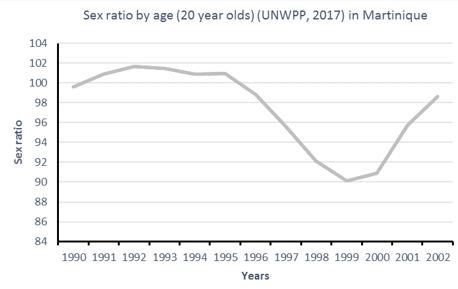 Sex ratio by age (20 year olds) (UNWPP, 2017) in Martinique
104
102
100
98
96
94
92
90
88
86
84
Sex ratio
1990 1991 1992 1993 1994 1995 1996 1997 1998 1999 2000 2001 2002
Years